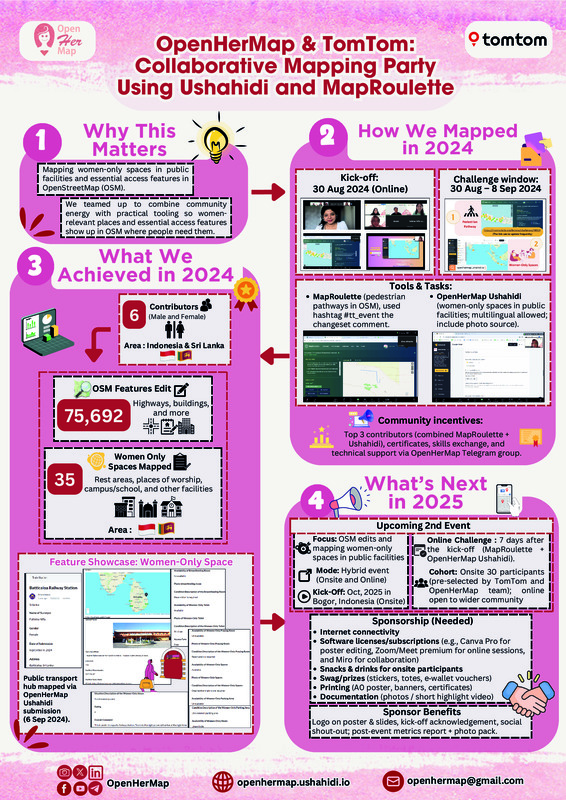 Open
Her
Map
tomtom
OpenHerMap & TomTom:
Collaborative Mapping Party
Using Ushahidi and MapRoulette
1
Why This
Matters
Mapping women-only spaces in public
facilities and essential access features in
OpenStreetMap (OSM).
We teamed up to combine community
energy with practical tooling so women-
relevant places and essential access features
show up in OSM where people need them.
2
How We Mapped
in 2024
Kick-off:
30 Aug 2024 (Online)
Challenge window:
30 Aug – 8 Sep 2024
1
Pedestrian
Pathway
2
Women Only Spaces
Tools & Tasks:
• MapRoulette (pedestrian
pathways in OSM), used
hashtag #tt_event the
changeset comment.
• OpenHerMap Ushahidi
(women-only spaces in public
facilities; multilingual allowed;
include photo source).
Community incentives:
Top 3 contributors (combined MapRoulette +
Ushahidi), certificates, skills exchange, and
technical support via OpenHerMap Telegram group.
3
What We
Achieved in 2024
6
Contributors
(Male and Female)
Area : Indonesia & Sri Lanka
OSM Features Edit
75,692
Highways, buildings,
and more
Women Only
Spaces Mapped
35
Rest areas, places of worship,
campus/school, and other facilities
Area :
Feature Showcase: Women-Only Space
Battticaloa Railway Station
Public transport
hub mapped via
OpenHerMap
Ushahidi
submission
(6 Sep 2024).
4
What's Next
in 2025
Upcoming 2nd Event
Focus: OSM edits and
mapping women-only
spaces in public facilities
Mode: Hybrid event
(Onsite and Online)
Kick-Off: Oct, 2025 in
Bogor, Indonesia (Onsite)
Online Challenge : 7 days after
the kick-off (MapRoulette +
OpenHerMap Ushahidi).
Cohort: Onsite 30 participants
(pre-selected by TomTom and
OpenHerMap team); online
open to wider community
Sponsorship (Needed)
• Internet connectivity
• Software licenses/subscriptions (e.g., Canva Pro for
poster editing, Zoom/Meet premium for online sessions,
and Miro for collaboration)
• Snacks & drinks for onsite participants
• Swag/prizes (stickers, totes, e-wallet vouchers)
• Printing (A0 poster, banners, certificates)
• Documentation (photos / short highlight video)
Sponsor Benefits
Logo on poster & slides, kick-off acknowledgement, social
shout-out; post-event metrics report + photo pack.
OpenHerMap
openhermap.ushahidi.io
openhermap@gmail.com